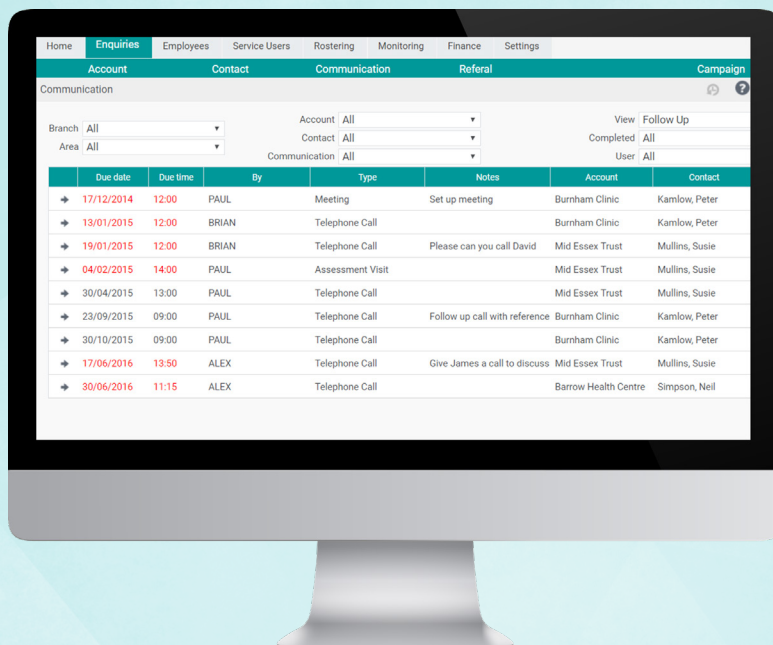 Home Enquiries Employees Service Users Rostering Monitoring Finance Settings
Account Contact Communication Referal Campaign
Communication
Account All View Follow Up
Branch All Contact All Completed All
Area All Communication All User All
Due date Due time By Type Notes Account Contact
17/12/2014 12:00 PAUL Meeting Set up meeting Burnham Clinic Kamlow, Peter
13/01/2015 12:00 BRIAN Telephone Call Burnham Clinic Kamlow, Peter
19/01/2015 12:00 BRIAN Telephone Call Please can you call David Mid Essex Trust Mullins, Susie
04/02/2015 14:00 PAUL Assessment Visit Mid Essex Trust Mullins, Susie
30/04/2015 13:00 PAUL Telephone Call Mid Essex Trust Mullins, Susie
23/09/2015 09:00 PAUL Telephone Call Follow up call with reference Burnham Clinic Kamlow, Peter
30/10/2015 09:00 PAUL Telephone Call Burnham Clinic Kamlow, Peter
17/06/2016 13:50 ALEX Telephone Call Give James a call to discuss Mid Essex Trust Mullins, Susie
30/06/2016 11:15 ALEX Telephone Call Barrow Health Centre Simpson, Neil